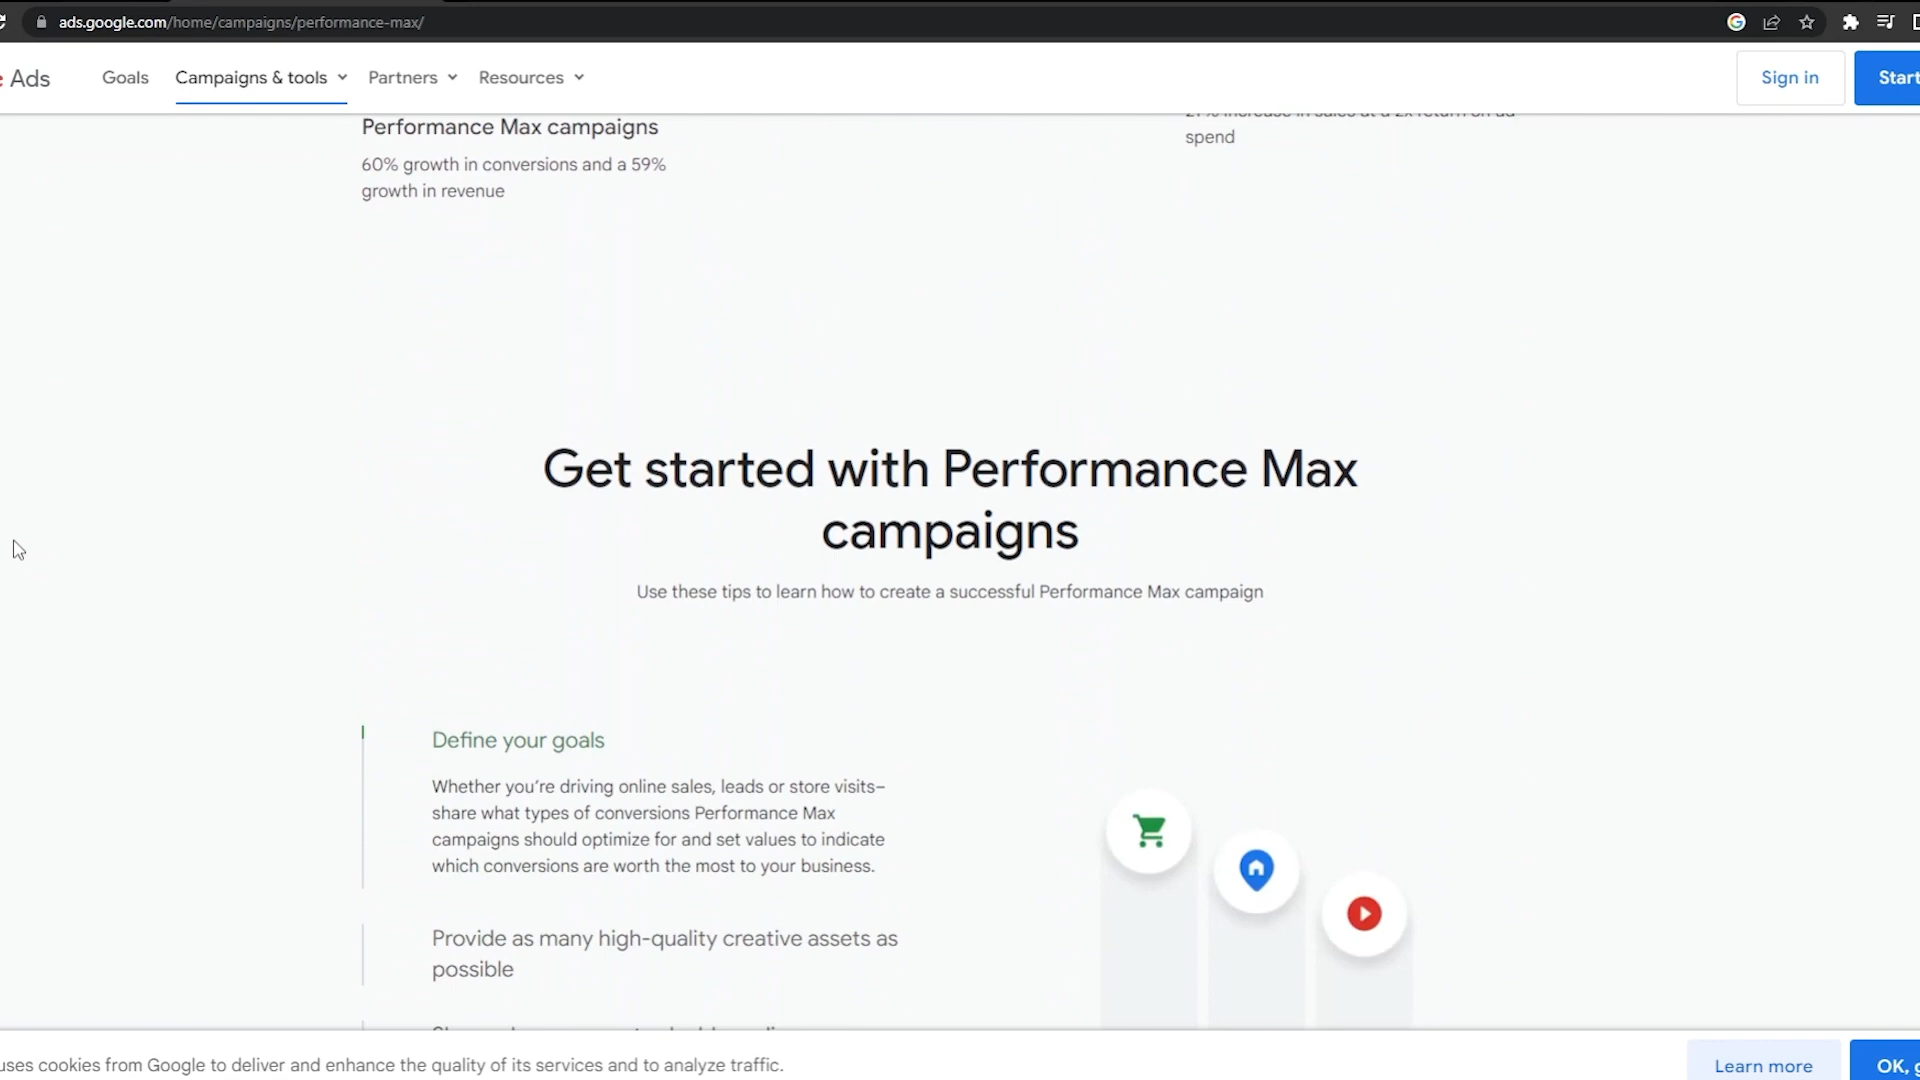 ads.google.com/home/campaigns/performance-max/
Ads
Goals
Campaigns & tools
Partners
Resources
Sign in
Start
Performance Max campaigns
60% growth in conversions and a 59%
growth in revenue
spend
Get started with Performance Max
campaigns
Use these tips to learn how to create a successful Performance Max campaign
Define your goals
Whether you’re driving online sales, leads or store visits–
share what types of conversions Performance Max
campaigns should optimize for and set values to indicate
which conversions are worth the most to your business.
Provide as many high-quality creative assets as
possible
uses cookies from Google to deliver and enhance the quality of its services and to analyze traffic.
Learn more
OK,